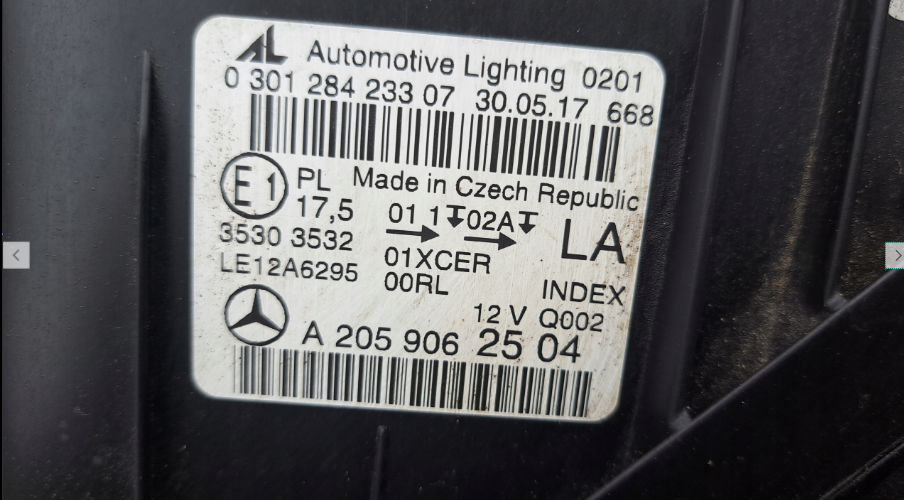 AL Automotive Lighting 0201
0 301 284 233 07 30.05.17 668
E1 PL Made in Czech Republic
17,5 01 1 02A LA
3530 3532
LE12A6295 01XCER
00RL INDEX
12 V Q002
A 205 906 25 04